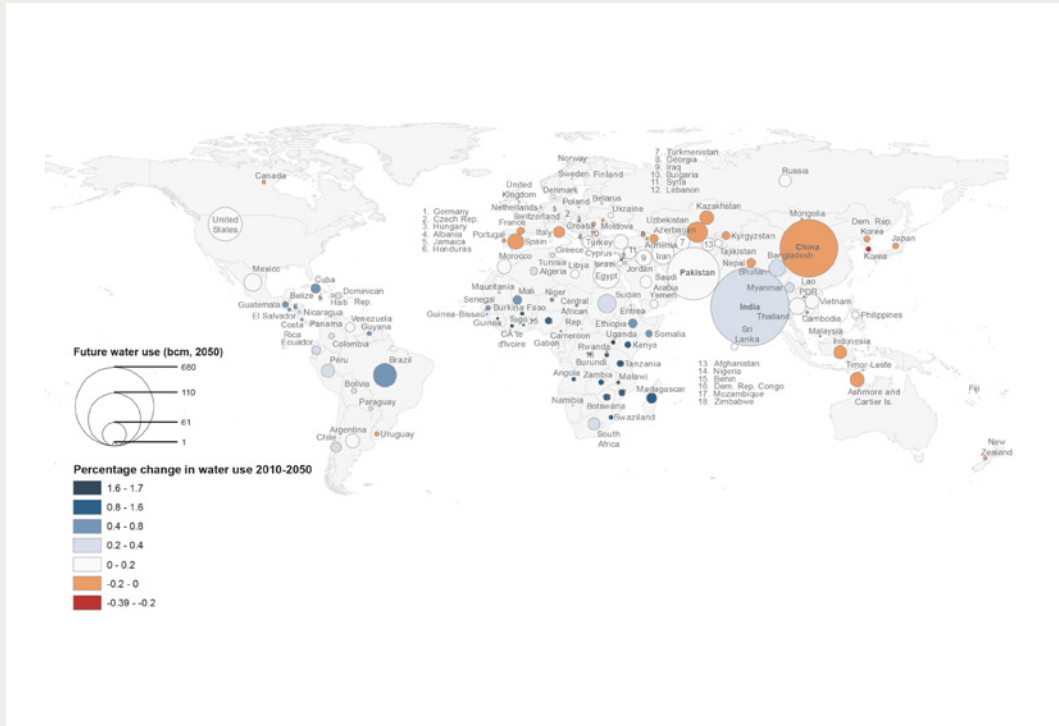 Norway
Sweden Finland
United
Kingdom
Denmark
Netherlands
Poland
Belarus
Switzerland
Ukraine
France
Croatia
Moldova
Portugal
Spain
Italy
Greece
Turkey
Cyprus
Armenia
Azerbaijan
Uzbekistan
Kazakhstan
Russia
Mongolia
Dem. Rep.
Korea
Japan
Korea
Kyrgyzstan
Tajikistan
China
Nepal
Bhutan
Bangladesh
Myanmar
Lao
PDR
Vietnam
Thailand
Cambodia
Philippines
Malaysia
Indonesia
Timor-Leste
Ashmore and
Cartier Is.
Fiji
New
Zealand
India
Sri
Lanka
Pakistan
Iran
Israel
Jordan
Saudi
Arabia
Yemen
Egypt
Libya
Tunisia
Algeria
Morocco
Mauritania
Mali
Niger
Sudan
Eritrea
Senegal
Guinea-Bissau
Guinea
Burkina Faso
Togo
CÃ te
d'Ivoire
Central
African
Rep.
Cameroon
Gabon
Ethiopia
Somalia
Uganda
Kenya
Rwanda
Burundi
Tanzania
Angola
Zambia
Malawi
Namibia
Botswana
Madagascar
Swaziland
South
Africa
Canada
United
States
Mexico
Cuba
Dominican
Rep.
Haiti
Belize
Guatemala
El Salvador
Nicaragua
Costa
Rica
Panama
Venezuela
Guyana
Colombia
Ecuador
Peru
Brazil
Bolivia
Paraguay
Argentina
Chile
Uruguay
1. Germany
2. Czech Rep.
3. Hungary
4. Albania
5. Jamaica
6. Honduras
7. Turkmenistan
8. Georgia
9. Iraq
10. Bulgaria
11. Syria
12. Lebanon
13. Afghanistan
14. Nigeria
15. Benin
16. Dem. Rep. Congo
17. Mozambique
18. Zimbabwe
7
9
11
13
2
Future water use (bcm, 2050)
680
110
61
1
Percentage change in water use 2010-2050
1.6 - 1.7
0.8 - 1.6
0.4 - 0.8
0.2 - 0.4
0 - 0.2
-0.2 - 0
-0.39 - -0.2